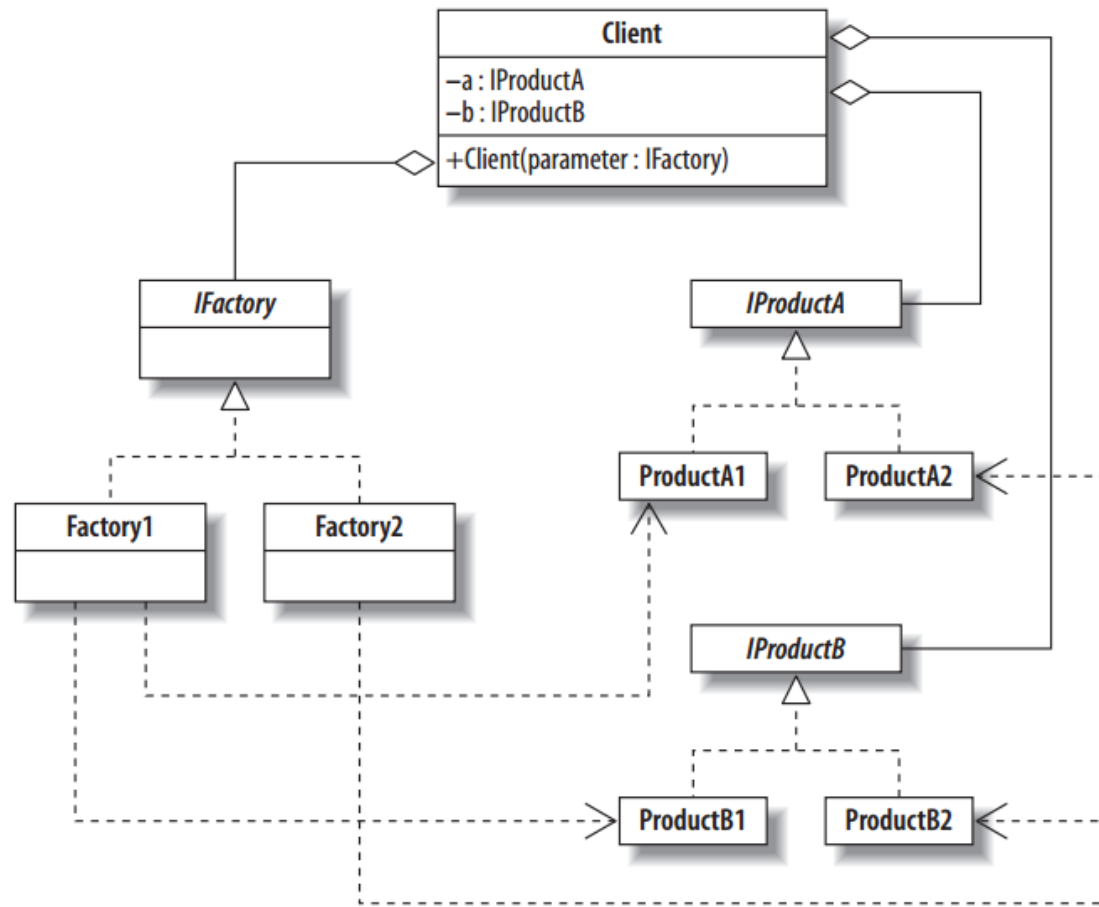 Client
–a : IProductA
–b : IProductB
+Client(parameter : IFactory)
IFactory
IProductA
ProductA1
ProductA2
Factory1
Factory2
IProductB
ProductB1
ProductB2